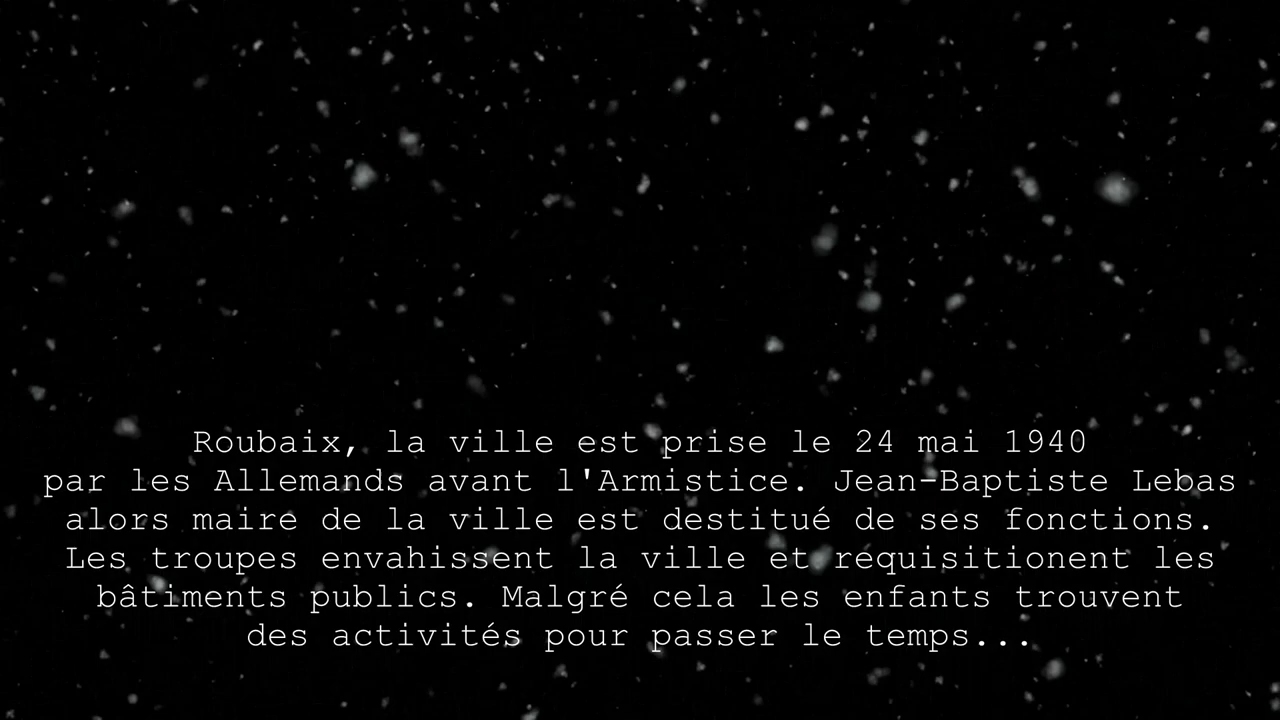 Roubaix, la ville est prise le 24 mai 1940
par les Allemands avant l'Armistice. Jean-Baptiste Lebas
alors maire de la ville est destitué de ses fonctions.
Les troupes envahissent la ville et requisitionent les
bâtiments publics. Malgré cela les enfants trouvent
des activités pour passer le temps...